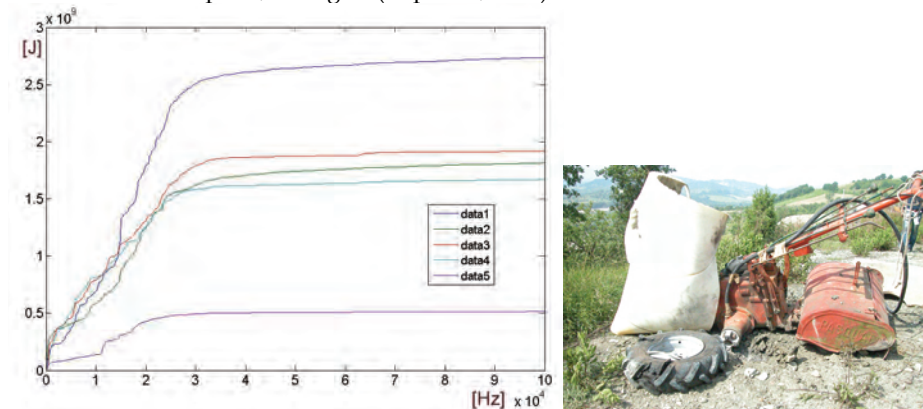 x 10⁹
3
[J]
2.5
2
1.5
1
0.5
0
data1
data2
data3
data4
data5
0 1 2 3 4 5 6 7 8 9 10
[Hz] x 10⁴